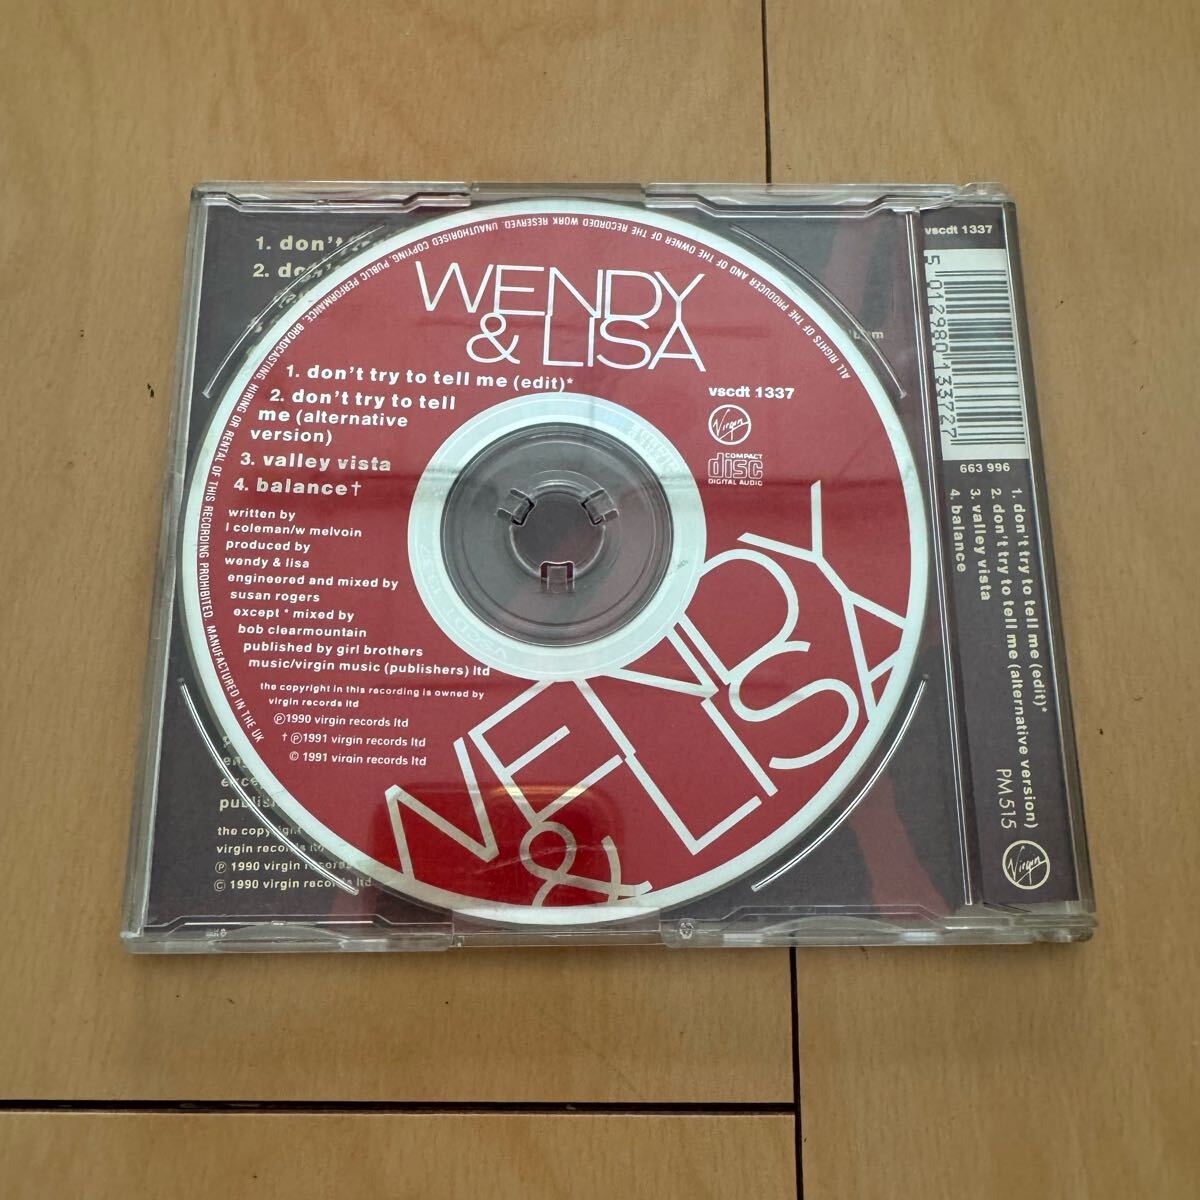 WENDY
& LISA
1. don't try to tell me (edit)*
2. don't try to tell
me (alternative
version)
3. valley vista
4. balance†
written by
l coleman/w melvoin
produced by
wendy & lisa
engineered and mixed by
susan rogers
except * mixed by
bob clearmountain
published by girl brothers
music/virgin music (publishers) ltd
the copyright in this recording is owned by
virgin records ltd
℗1990 virgin records ltd
† ℗1991 virgin records ltd
© 1991 virgin records ltd
vscdt 1337
Virgin
COMPACT
disc
DIGITAL AUDIO
ALL RIGHTS OF THE PRODUCER AND OF THE OWNER OF THE RECORDED WORK RESERVED. UNAUTHORISED COPYING, PUBLIC PERFORMANCE, BROADCASTING, HIRING OR RENTAL OF THIS RECORDING PROHIBITED. MANUFACTURED IN THE UK
WENDY
& LISA
1. don't
2.
the copyright
virgin records ltd
℗ 1990 virgin records ltd
© 1990 virgin records ltd
vscdt 1337
5 012980 133727
663 996
1. don't try to tell me (edit)*
2. don't try to tell me (alternative version)
3. valley vista
4. balance
PM515
Virgin